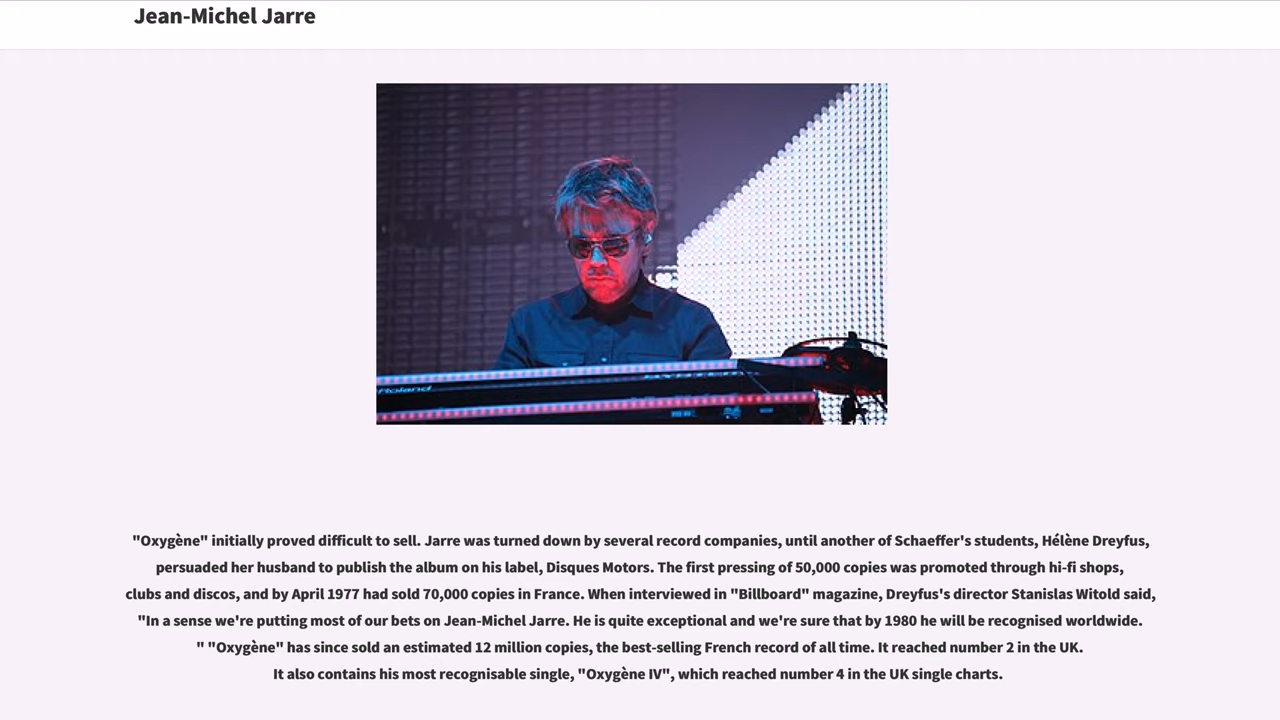 Jean-Michel Jarre
Roland
"Oxygène" initially proved difficult to sell. Jarre was turned down by several record companies, until another of Schaeffer's students, Hélène Dreyfus,
persuaded her husband to publish the album on his label, Disques Motors. The first pressing of 50,000 copies was promoted through hi-fi shops,
clubs and discos, and by April 1977 had sold 70,000 copies in France. When interviewed in "Billboard" magazine, Dreyfus's director Stanislas Witold said,
"In a sense we're putting most of our bets on Jean-Michel Jarre. He is quite exceptional and we're sure that by 1980 he will be recognised worldwide.
" "Oxygène" has since sold an estimated 12 million copies, the best-selling French record of all time. It reached number 2 in the UK.
It also contains his most recognisable single, "Oxygène IV", which reached number 4 in the UK single charts.